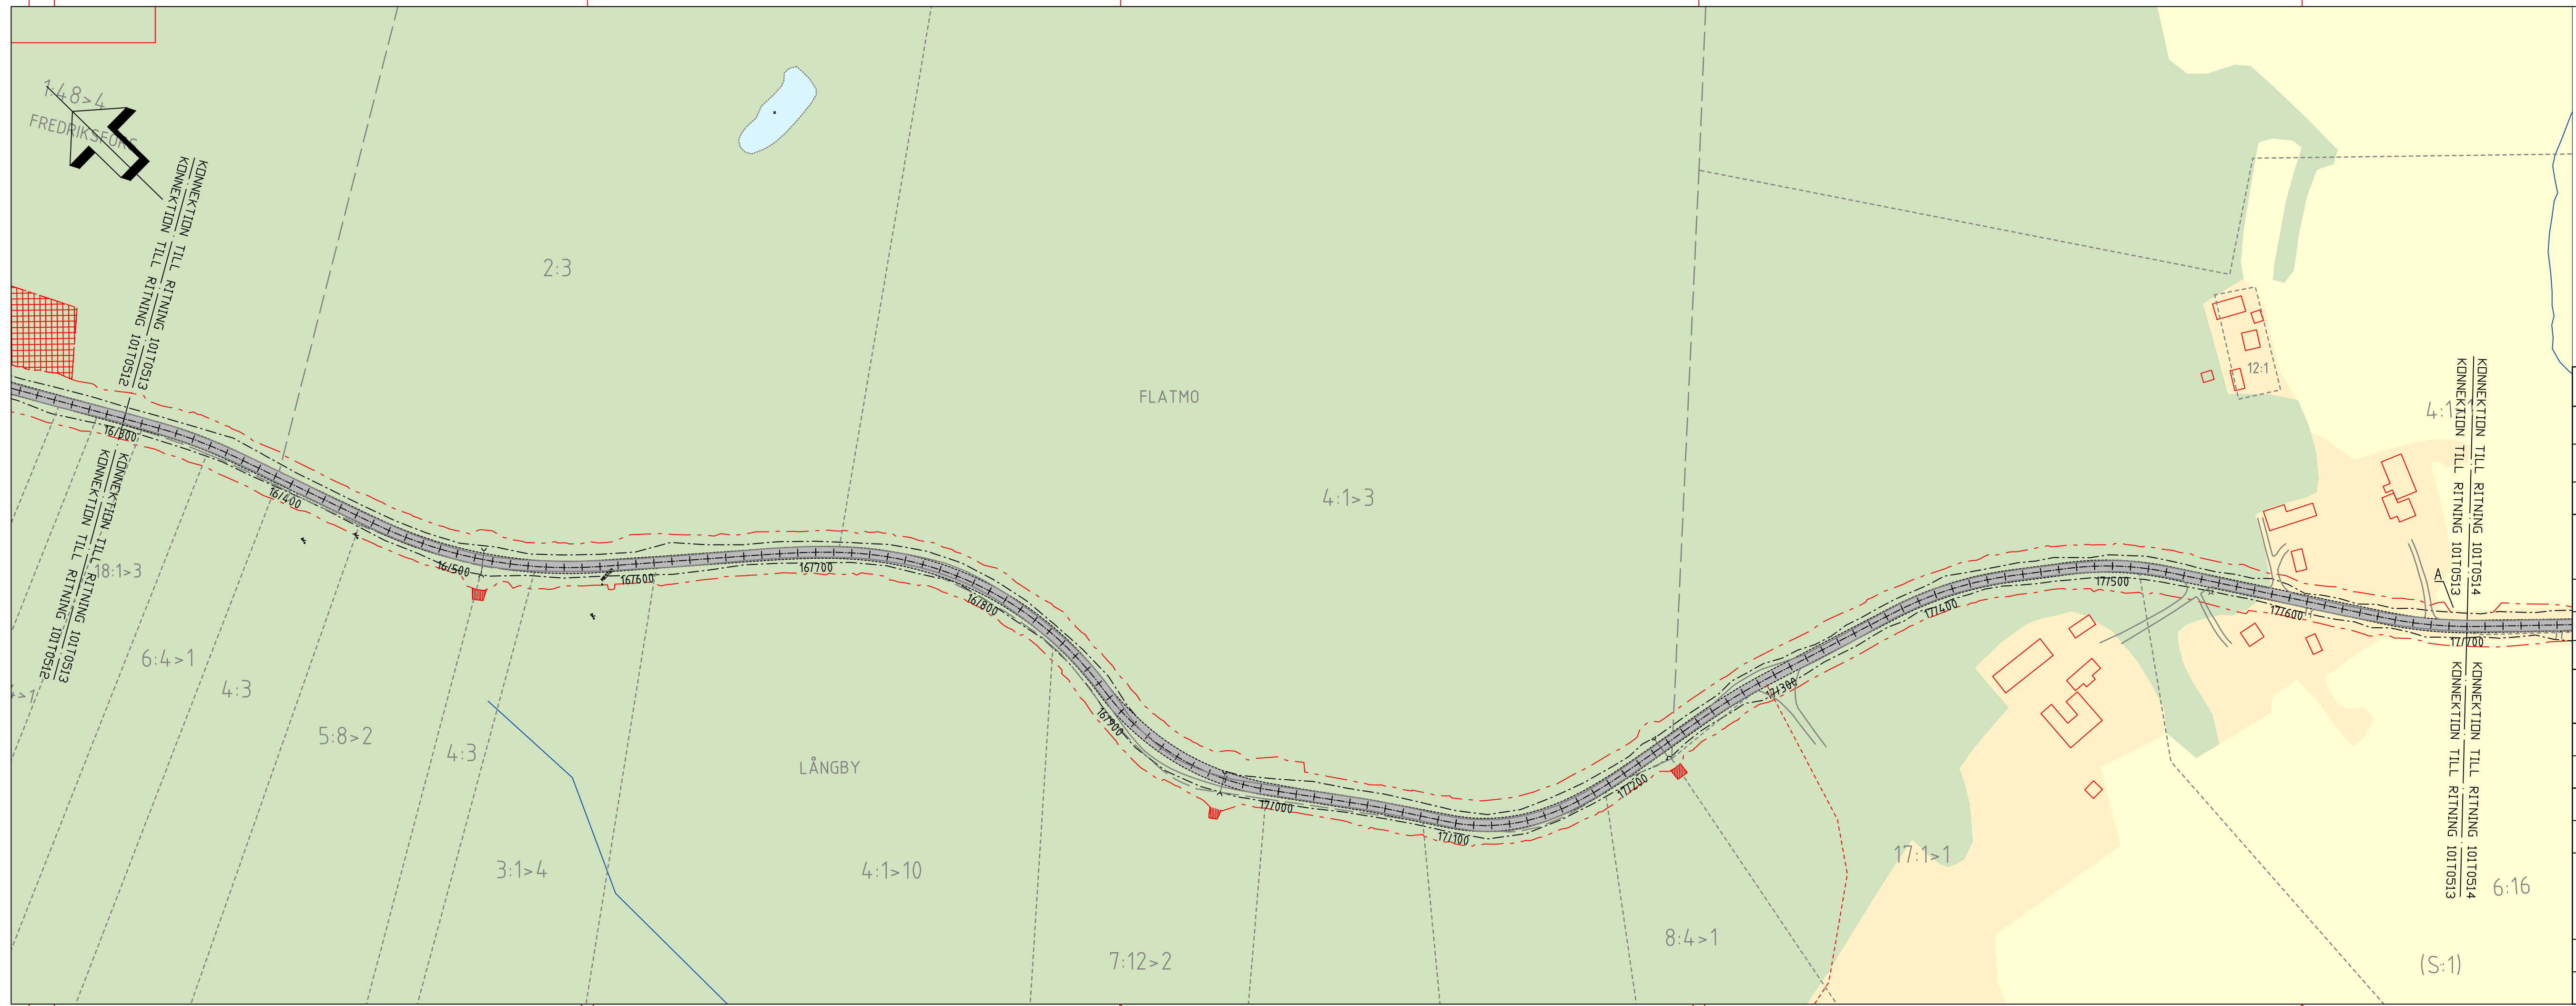 1:48>4
KONNEKTION TILL RITNING 101T0513
KONNEKTION TILL RITNING 101T0512
2:3
FLATMO
4:1>3
12:1
KONNEKTION TILL RITNING 101T0514
KONNEKTION TILL RITNING 101T0513
A
16/300
16/400
16/500
16/600
16/700
16/800
16/900
17/000
17/100
17/200
17/300
17/400
17/500
17/600
17/700
KONNEKTION TILL RITNING 101T0513
KONNEKTION TILL RITNING 101T0512
18:1>3
6:4>1
4:3
5:8>2
4:3
3:1>4
LÅNGBY
4:1>10
7:12>2
8:4>1
17:1>1
KONNEKTION TILL RITNING 101T0514
KONNEKTION TILL RITNING 101T0513
6:16
(S:1)